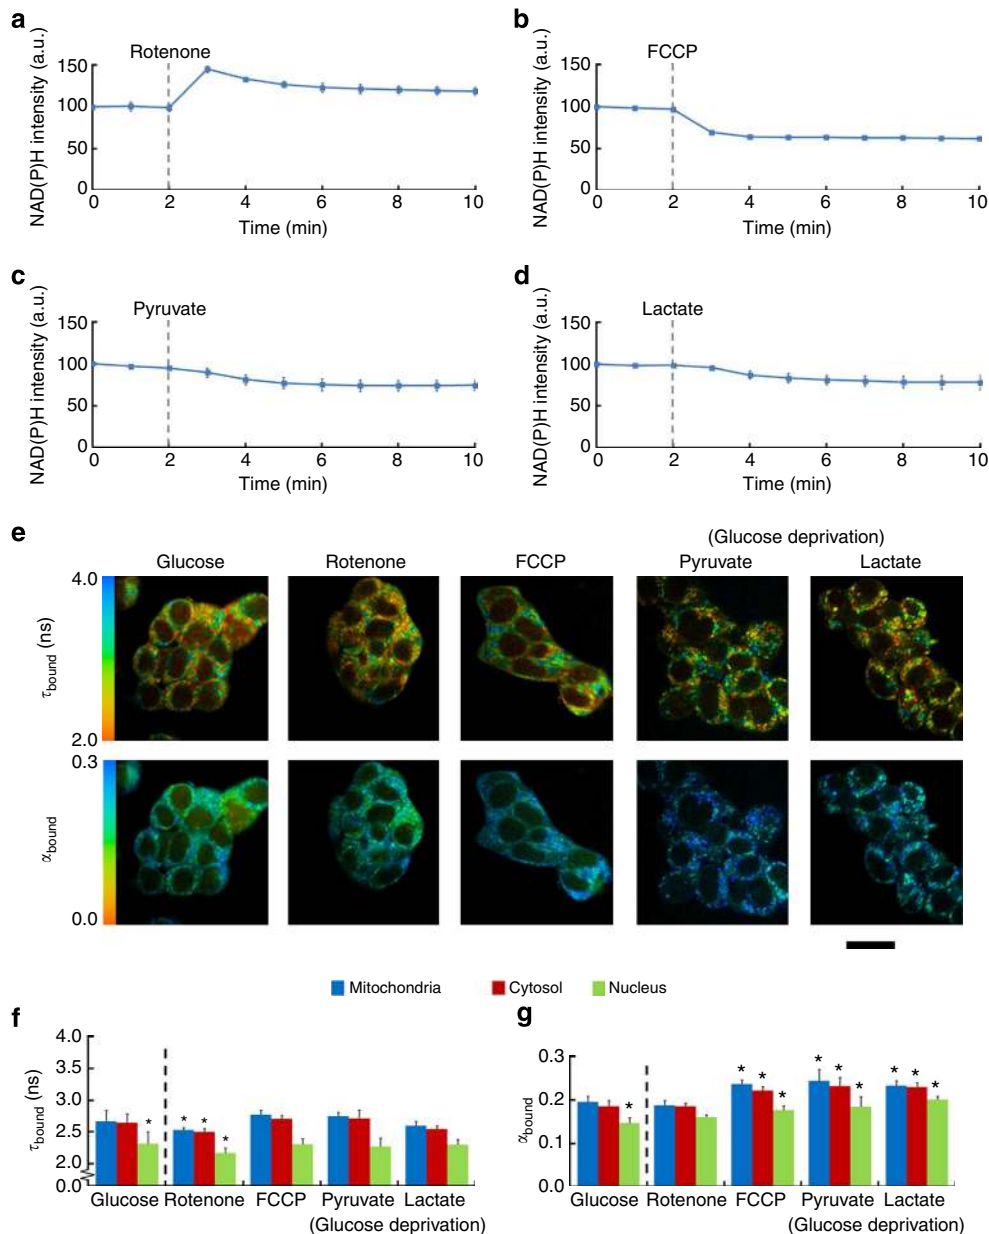 a
b
Rotenone
FCCP
NAD(P)H intensity (a.u.)
150
100
50
0
0 2 4 6 8 10
Time (min)
NAD(P)H intensity (a.u.)
150
100
50
0
0 2 4 6 8 10
Time (min)
c
d
Pyruvate
Lactate
NAD(P)H intensity (a.u.)
150
100
50
0
0 2 4 6 8 10
Time (min)
NAD(P)H intensity (a.u.)
150
100
50
0
0 2 4 6 8 10
Time (min)
e
(Glucose deprivation)
Glucose Rotenone FCCP Pyruvate Lactate
4.0
τbound (ns)
2.0
0.3
αbound
0.0
Mitochondria Cytosol Nucleus
f
τbound (ns)
4.0
3.5
3.0
2.5
2.0
0.0
* * * *
Glucose Rotenone FCCP Pyruvate Lactate
(Glucose deprivation)
g
αbound
0.3
0.2
0.1
0.0
* * * * * * * * * *
Glucose Rotenone FCCP Pyruvate Lactate
(Glucose deprivation)